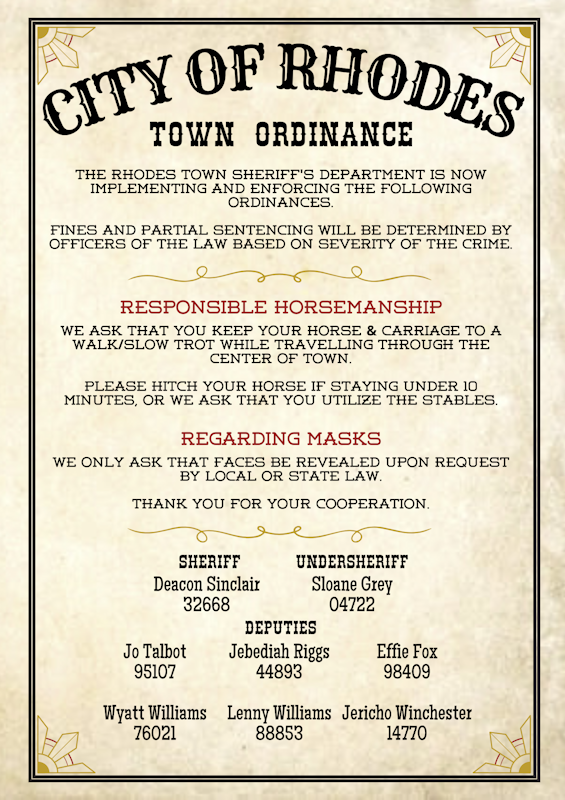 CITY OF RHODES
TOWN ORDINANCE
THE RHODES TOWN SHERIFF'S DEPARTMENT IS NOW
IMPLEMENTING AND ENFORCING THE FOLLOWING
ORDINANCES.
FINES AND PARTIAL SENTENCING WILL BE DETERMINED BY
OFFICERS OF THE LAW BASED ON SEVERITY OF THE CRIME.
RESPONSIBLE HORSEMANSHIP
WE ASK THAT YOU KEEP YOUR HORSE & CARRIAGE TO A
WALK/SLOW TROT WHILE TRAVELLING THROUGH THE
CENTER OF TOWN.
PLEASE HITCH YOUR HORSE IF STAYING UNDER 10
MINUTES, OR WE ASK THAT YOU UTILIZE THE STABLES.
REGARDING MASKS
WE ONLY ASK THAT FACES BE REVEALED UPON REQUEST
BY LOCAL OR STATE LAW.
THANK YOU FOR YOUR COOPERATION.
SHERIFF UNDERSHERIFF
Deacon Sinclair Sloane Grey
32668 04722
DEPUTIES
Jo Talbot Jebediah Riggs Effie Fox
95107 44893 98409
Wyatt Williams Lenny Williams Jericho Winchester
76021 88853 14770